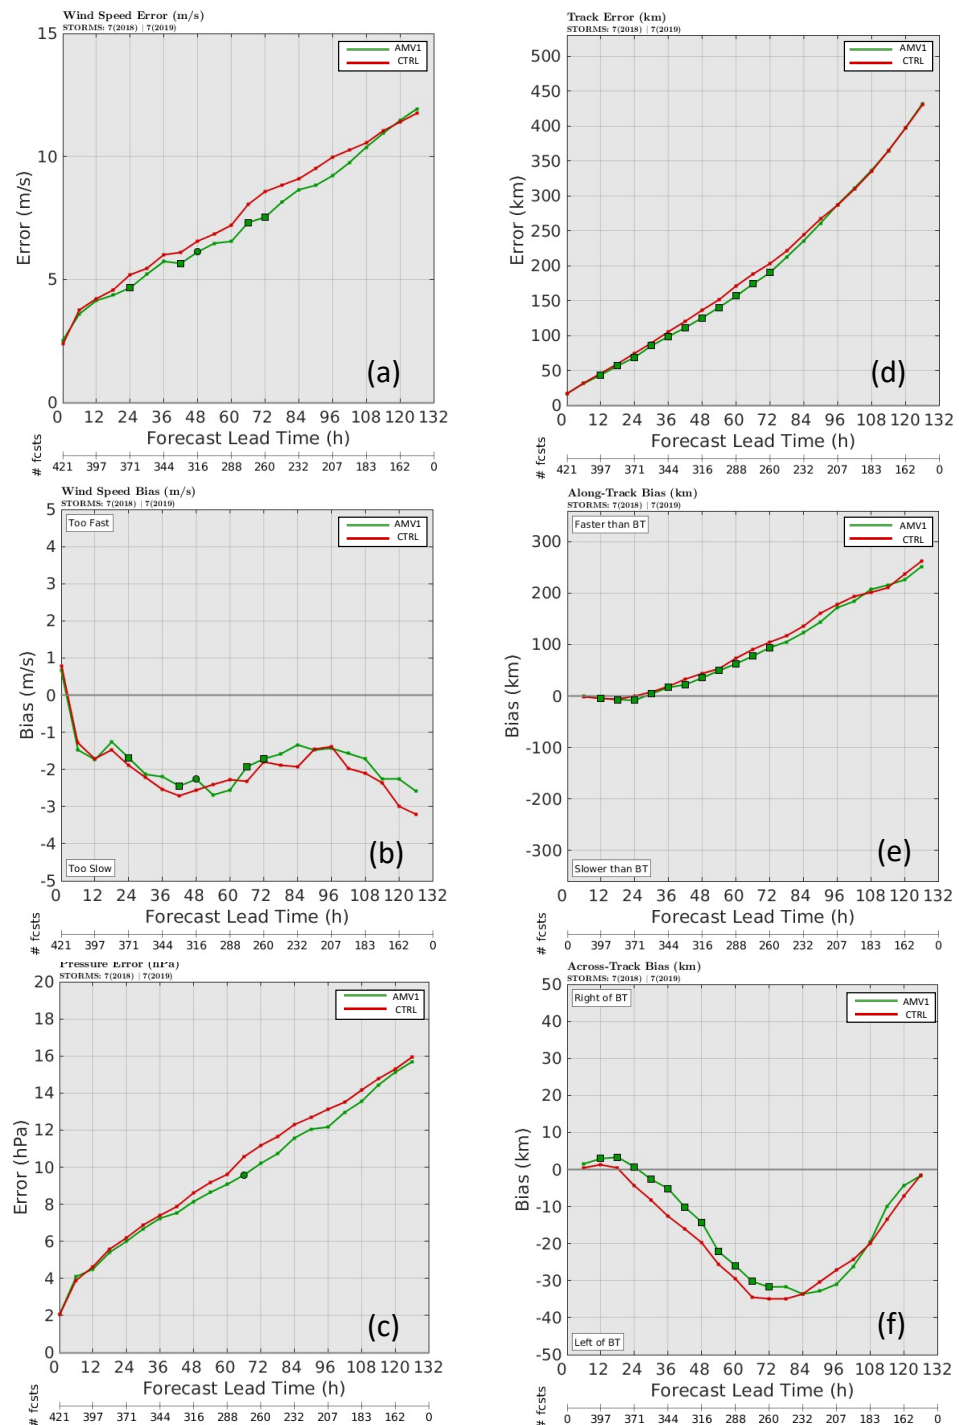 Wind Speed Error (m/s)
STORMS: 7(2018) | 7(2019)
15
10
5
0
Error (m/s)
AMV1
CTRL
(a)
0 12 24 36 48 60 72 84 96 108 120 132
Forecast Lead Time (h)
# fcsts
421 397 371 344 316 288 260 232 207 183 162 0
Track Error (km)
STORMS: 7(2018) | 7(2019)
500
450
400
350
300
250
200
150
100
50
0
Error (km)
AMV1
CTRL
(d)
0 12 24 36 48 60 72 84 96 108 120 132
Forecast Lead Time (h)
# fcsts
421 397 371 344 316 288 260 232 207 183 162 0
Wind Speed Bias (m/s)
STORMS: 7(2018) | 7(2019)
5
4
3
2
1
0
-1
-2
-3
-4
-5
Bias (m/s)
Too Fast
AMV1
CTRL
Too Slow
(b)
0 12 24 36 48 60 72 84 96 108 120 132
Forecast Lead Time (h)
# fcsts
421 397 371 344 316 288 260 232 207 183 162 0
Along-Track Bias (km)
STORMS: 7(2018) | 7(2019)
300
200
100
0
-100
-200
-300
Bias (km)
Faster than BT
AMV1
CTRL
Slower than BT
(e)
0 12 24 36 48 60 72 84 96 108 120 132
Forecast Lead Time (h)
# fcsts
0 397 371 344 316 288 260 232 207 183 162 0
Pressure Error (hPa)
STORMS: 7(2018) | 7(2019)
20
18
16
14
12
10
8
6
4
2
0
Error (hPa)
AMV1
CTRL
(c)
0 12 24 36 48 60 72 84 96 108 120 132
Forecast Lead Time (h)
# fcsts
421 397 371 344 316 288 260 232 207 183 162 0
Across-Track Bias (km)
STORMS: 7(2018) | 7(2019)
50
40
30
20
10
0
-10
-20
-30
-40
-50
Bias (km)
Right of BT
AMV1
CTRL
Left of BT
(f)
0 12 24 36 48 60 72 84 96 108 120 132
Forecast Lead Time (h)
# fcsts
0 397 371 344 316 288 260 232 207 183 162 0